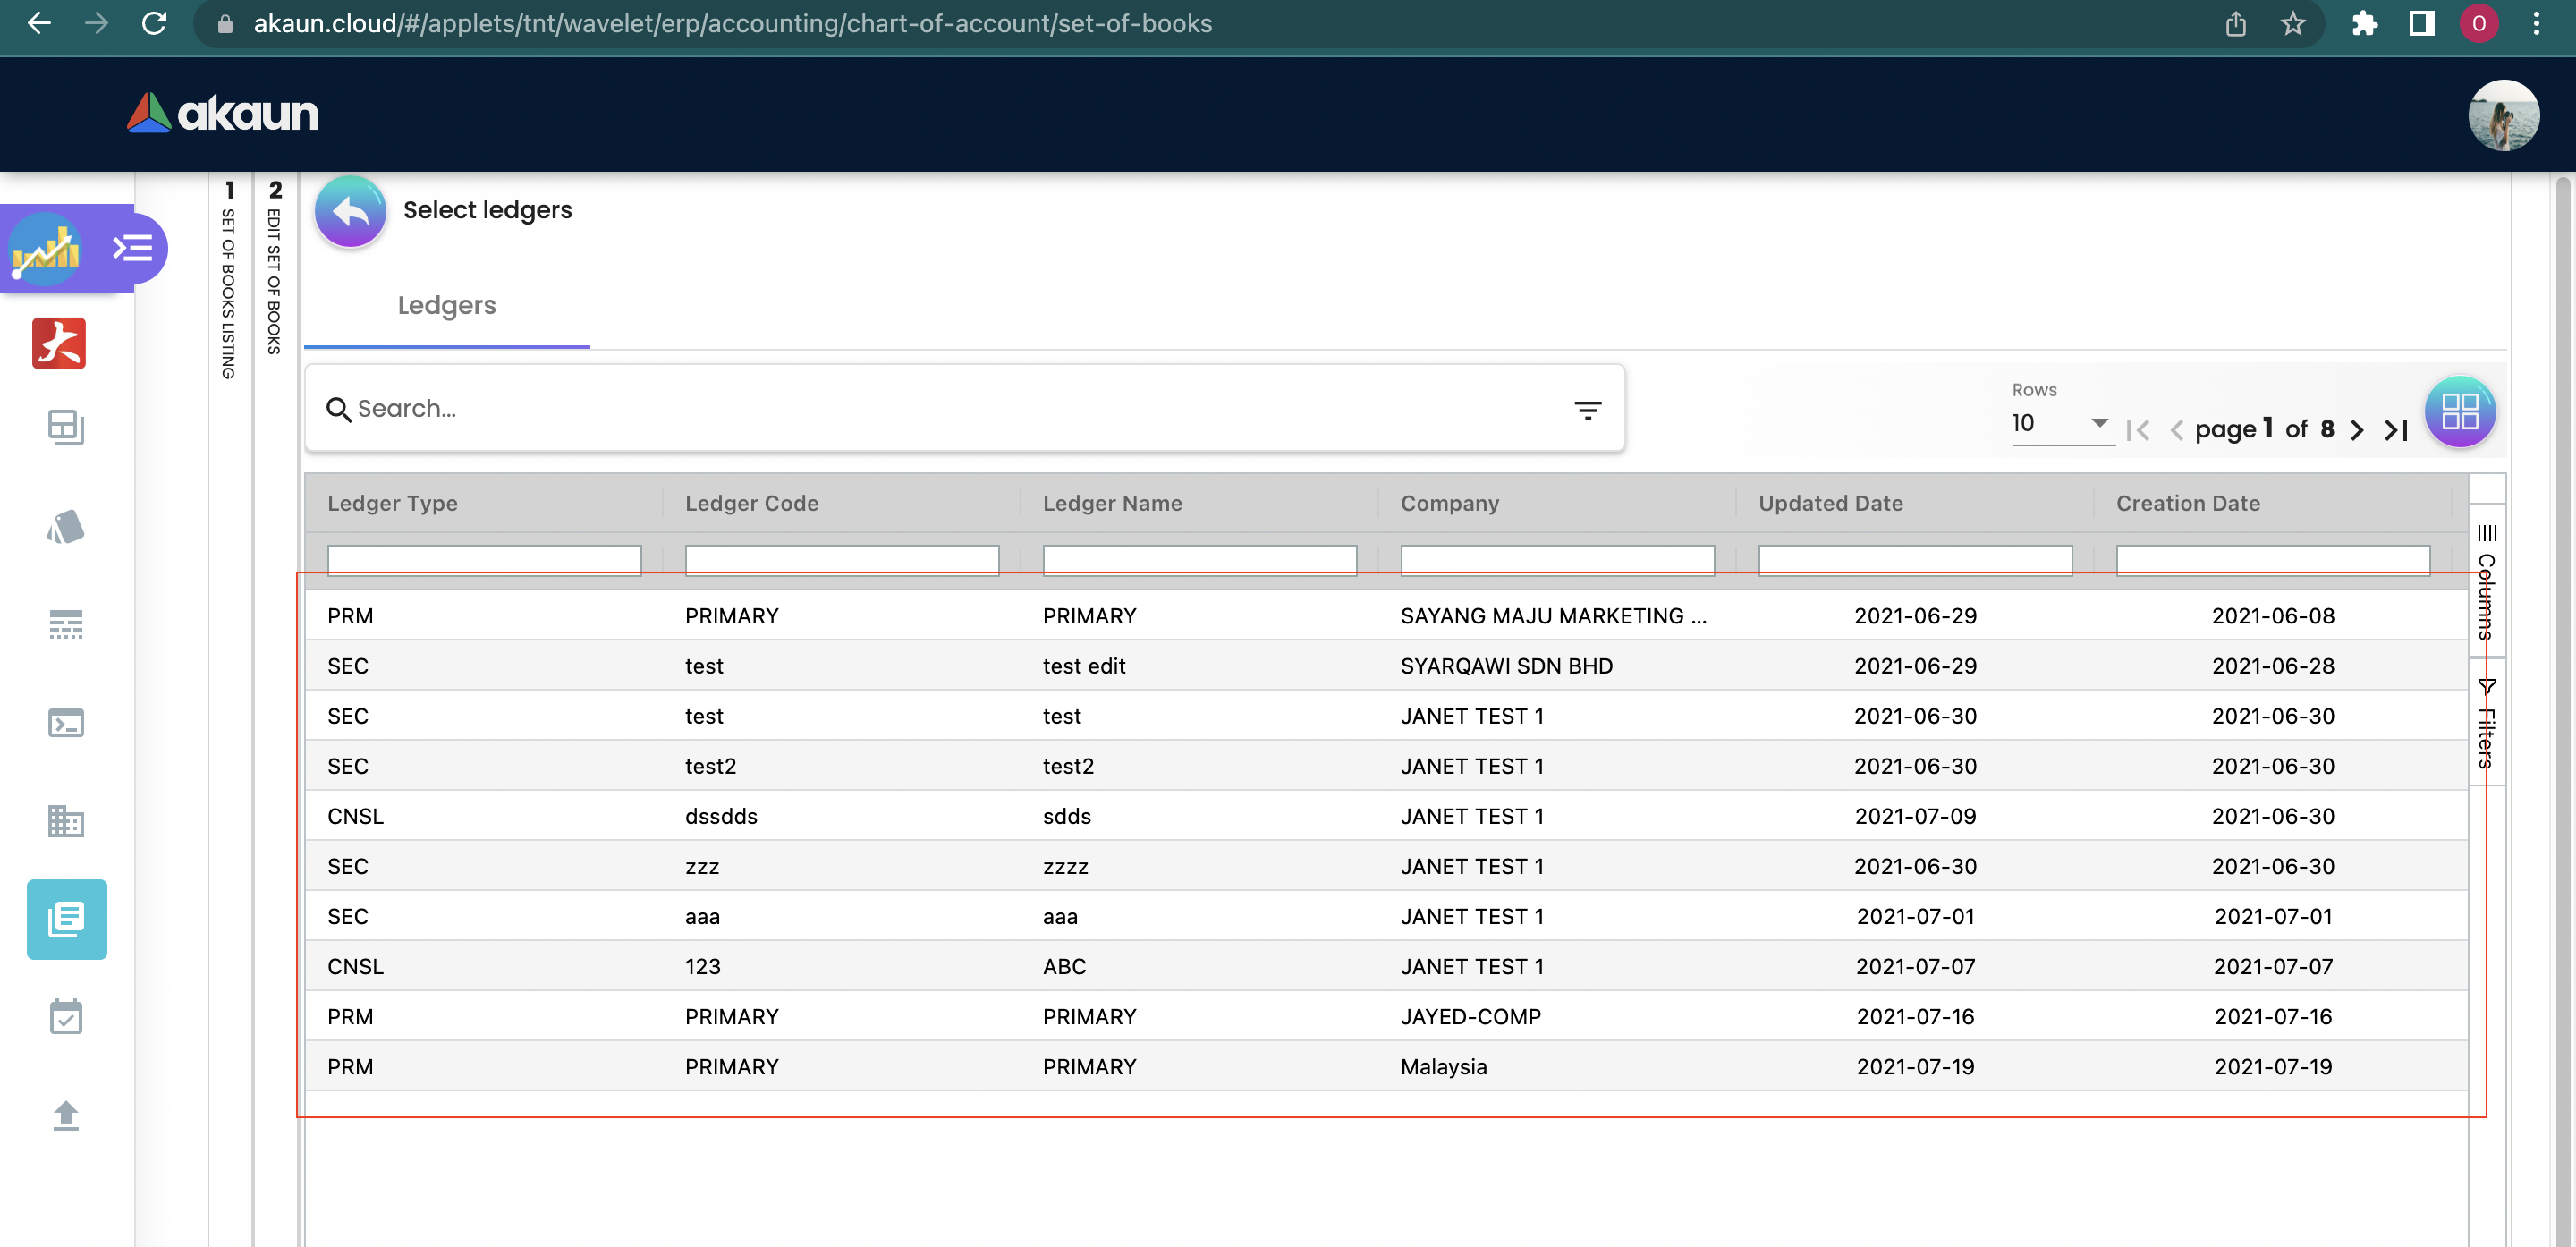 akaun.cloud/#/applets/tnt/wavelet/erp/accounting/chart-of-account/set-of-books
O
akaun
1 SET OF BOOKS LISTING
2 EDIT SET OF BOOKS
Select ledgers
Ledgers
Search...
Rows
10
page 1 of 8
Ledger Type Ledger Code Ledger Name Company Updated Date Creation Date
PRM PRIMARY PRIMARY SAYANG MAJU MARKETING ... 2021-06-29 2021-06-08
SEC test test edit SYARQAWI SDN BHD 2021-06-29 2021-06-28
SEC test test JANET TEST 1 2021-06-30 2021-06-30
SEC test2 test2 JANET TEST 1 2021-06-30 2021-06-30
CNSL dssdds sdds JANET TEST 1 2021-07-09 2021-06-30
SEC zzz zzzz JANET TEST 1 2021-06-30 2021-06-30
SEC aaa aaa JANET TEST 1 2021-07-01 2021-07-01
CNSL 123 ABC JANET TEST 1 2021-07-07 2021-07-07
PRM PRIMARY PRIMARY JAYED-COMP 2021-07-16 2021-07-16
PRM PRIMARY PRIMARY Malaysia 2021-07-19 2021-07-19
Columns
Filters